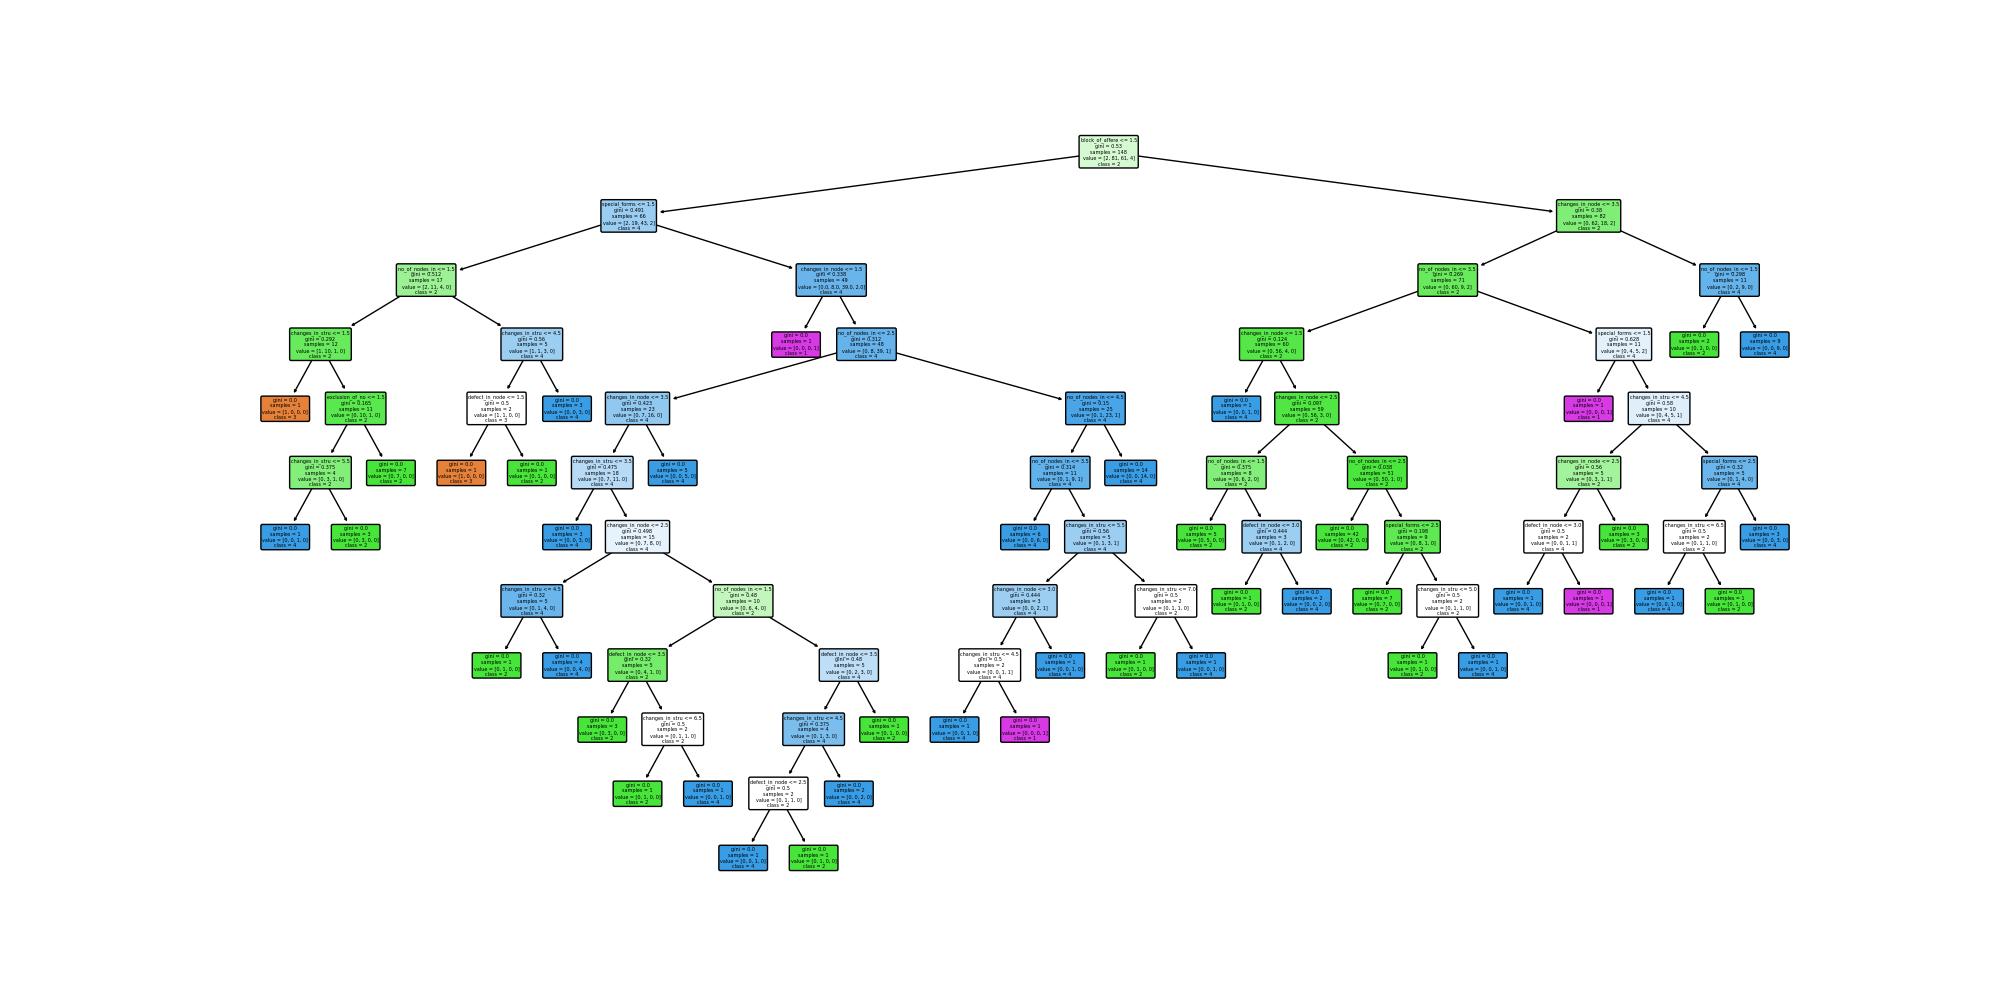 block_of_affere <= 1.5
gini = 0.53
samples = 148
value = [2, 81, 61, 4]
class = 2
special_forms <= 1.5
gini = 0.491
samples = 66
value = [2, 19, 43, 2]
class = 4
changes_in_node <= 3.5
gini = 0.38
samples = 82
value = [0, 62, 18, 2]
class = 2
no_of_nodes_in <= 1.5
gini = 0.512
samples = 17
value = [2, 11, 4, 0]
class = 2
changes_in_node <= 1.5
gini = 0.338
samples = 49
value = [0.0, 8.0, 39.0, 2.0]
class = 4
no_of_nodes_in <= 3.5
gini = 0.269
samples = 71
value = [0, 60, 9, 2]
class = 2
no_of_nodes_in <= 1.5
gini = 0.298
samples = 11
value = [0, 2, 9, 0]
class = 4
changes_in_stru <= 1.5
gini = 0.292
samples = 12
value = [1, 10, 1, 0]
class = 2
changes_in_stru <= 4.5
gini = 0.56
samples = 5
value = [1, 1, 3, 0]
class = 4
gini = 0.0
samples = 1
value = [0, 0, 0, 1]
class = 1
no_of_nodes_in <= 2.5
gini = 0.312
samples = 48
value = [0, 8, 39, 1]
class = 4
changes_in_node <= 1.5
gini = 0.124
samples = 60
value = [0, 56, 4, 0]
class = 2
special_forms <= 1.5
gini = 0.628
samples = 11
value = [0, 4, 5, 2]
class = 4
gini = 0.0
samples = 2
value = [0, 2, 0, 0]
class = 2
gini = 0.0
samples = 9
value = [0, 0, 9, 0]
class = 4
gini = 0.0
samples = 1
value = [1, 0, 0, 0]
class = 3
exclusion_of_no <= 1.5
gini = 0.165
samples = 11
value = [0, 10, 1, 0]
class = 2
defect_in_node <= 1.5
gini = 0.5
samples = 2
value = [1, 1, 0, 0]
class = 3
gini = 0.0
samples = 3
value = [0, 0, 3, 0]
class = 4
changes_in_node <= 3.5
gini = 0.423
samples = 23
value = [0, 7, 16, 0]
class = 4
no_of_nodes_in <= 4.5
gini = 0.15
samples = 25
value = [0, 1, 23, 1]
class = 4
gini = 0.0
samples = 1
value = [0, 0, 1, 0]
class = 4
changes_in_node <= 2.5
gini = 0.097
samples = 59
value = [0, 56, 3, 0]
class = 2
gini = 0.0
samples = 1
value = [0, 0, 0, 1]
class = 1
changes_in_stru <= 4.5
gini = 0.58
samples = 10
value = [0, 4, 5, 1]
class = 4
changes_in_stru <= 5.5
gini = 0.375
samples = 4
value = [0, 3, 1, 0]
class = 2
gini = 0.0
samples = 7
value = [0, 7, 0, 0]
class = 2
gini = 0.0
samples = 1
value = [1, 0, 0, 0]
class = 3
gini = 0.0
samples = 1
value = [0, 1, 0, 0]
class = 2
changes_in_stru <= 3.5
gini = 0.475
samples = 18
value = [0, 7, 11, 0]
class = 4
gini = 0.0
samples = 5
value = [0, 0, 5, 0]
class = 4
no_of_nodes_in <= 3.5
gini = 0.314
samples = 11
value = [0, 1, 9, 1]
class = 4
gini = 0.0
samples = 14
value = [0, 0, 14, 0]
class = 4
no_of_nodes_in <= 1.5
gini = 0.375
samples = 8
value = [0, 6, 2, 0]
class = 2
no_of_nodes_in <= 2.5
gini = 0.038
samples = 51
value = [0, 50, 1, 0]
class = 2
changes_in_node <= 2.5
gini = 0.56
samples = 5
value = [0, 3, 1, 1]
class = 2
special_forms <= 2.5
gini = 0.32
samples = 5
value = [0, 1, 4, 0]
class = 4
gini = 0.0
samples = 1
value = [0, 0, 1, 0]
class = 4
gini = 0.0
samples = 3
value = [0, 3, 0, 0]
class = 2
gini = 0.0
samples = 3
value = [0, 0, 3, 0]
class = 4
changes_in_node <= 2.5
gini = 0.498
samples = 15
value = [0, 7, 8, 0]
class = 4
gini = 0.0
samples = 6
value = [0, 0, 6, 0]
class = 4
changes_in_stru <= 5.5
gini = 0.56
samples = 5
value = [0, 1, 3, 1]
class = 4
gini = 0.0
samples = 5
value = [0, 5, 0, 0]
class = 2
defect_in_node <= 3.0
gini = 0.444
samples = 3
value = [0, 1, 2, 0]
class = 4
gini = 0.0
samples = 42
value = [0, 42, 0, 0]
class = 2
special_forms <= 2.5
gini = 0.198
samples = 9
value = [0, 8, 1, 0]
class = 2
defect_in_node <= 3.0
gini = 0.5
samples = 2
value = [0, 0, 1, 1]
class = 4
gini = 0.0
samples = 3
value = [0, 3, 0, 0]
class = 2
changes_in_stru <= 6.5
gini = 0.5
samples = 2
value = [0, 1, 1, 0]
class = 2
gini = 0.0
samples = 3
value = [0, 0, 3, 0]
class = 4
changes_in_stru <= 4.5
gini = 0.32
samples = 5
value = [0, 1, 4, 0]
class = 4
no_of_nodes_in <= 1.5
gini = 0.48
samples = 10
value = [0, 6, 4, 0]
class = 2
changes_in_node <= 3.0
gini = 0.444
samples = 3
value = [0, 0, 2, 1]
class = 4
changes_in_stru <= 7.0
gini = 0.5
samples = 2
value = [0, 1, 1, 0]
class = 2
gini = 0.0
samples = 1
value = [0, 1, 0, 0]
class = 2
gini = 0.0
samples = 2
value = [0, 0, 2, 0]
class = 4
gini = 0.0
samples = 7
value = [0, 7, 0, 0]
class = 2
changes_in_stru <= 5.0
gini = 0.5
samples = 2
value = [0, 1, 1, 0]
class = 2
gini = 0.0
samples = 1
value = [0, 0, 1, 0]
class = 4
gini = 0.0
samples = 1
value = [0, 0, 0, 1]
class = 1
gini = 0.0
samples = 1
value = [0, 0, 1, 0]
class = 4
gini = 0.0
samples = 1
value = [0, 1, 0, 0]
class = 2
gini = 0.0
samples = 1
value = [0, 1, 0, 0]
class = 2
gini = 0.0
samples = 4
value = [0, 0, 4, 0]
class = 4
defect_in_node <= 3.5
gini = 0.32
samples = 5
value = [0, 4, 1, 0]
class = 2
defect_in_node <= 3.5
gini = 0.48
samples = 5
value = [0, 2, 3, 0]
class = 4
changes_in_stru <= 4.5
gini = 0.5
samples = 2
value = [0, 0, 1, 1]
class = 4
gini = 0.0
samples = 1
value = [0, 0, 1, 0]
class = 4
gini = 0.0
samples = 1
value = [0, 1, 0, 0]
class = 2
gini = 0.0
samples = 1
value = [0, 0, 1, 0]
class = 4
gini = 0.0
samples = 1
value = [0, 1, 0, 0]
class = 2
gini = 0.0
samples = 1
value = [0, 0, 1, 0]
class = 4
gini = 0.0
samples = 3
value = [0, 3, 0, 0]
class = 2
changes_in_stru <= 6.5
gini = 0.5
samples = 2
value = [0, 1, 1, 0]
class = 2
changes_in_stru <= 4.5
gini = 0.375
samples = 4
value = [0, 1, 3, 0]
class = 4
gini = 0.0
samples = 1
value = [0, 1, 0, 0]
class = 2
gini = 0.0
samples = 1
value = [0, 0, 1, 0]
class = 4
gini = 0.0
samples = 1
value = [0, 0, 0, 1]
class = 1
gini = 0.0
samples = 1
value = [0, 1, 0, 0]
class = 2
gini = 0.0
samples = 1
value = [0, 0, 1, 0]
class = 4
defect_in_node <= 2.5
gini = 0.5
samples = 2
value = [0, 1, 1, 0]
class = 2
gini = 0.0
samples = 2
value = [0, 0, 2, 0]
class = 4
gini = 0.0
samples = 1
value = [0, 0, 1, 0]
class = 4
gini = 0.0
samples = 1
value = [0, 1, 0, 0]
class = 2